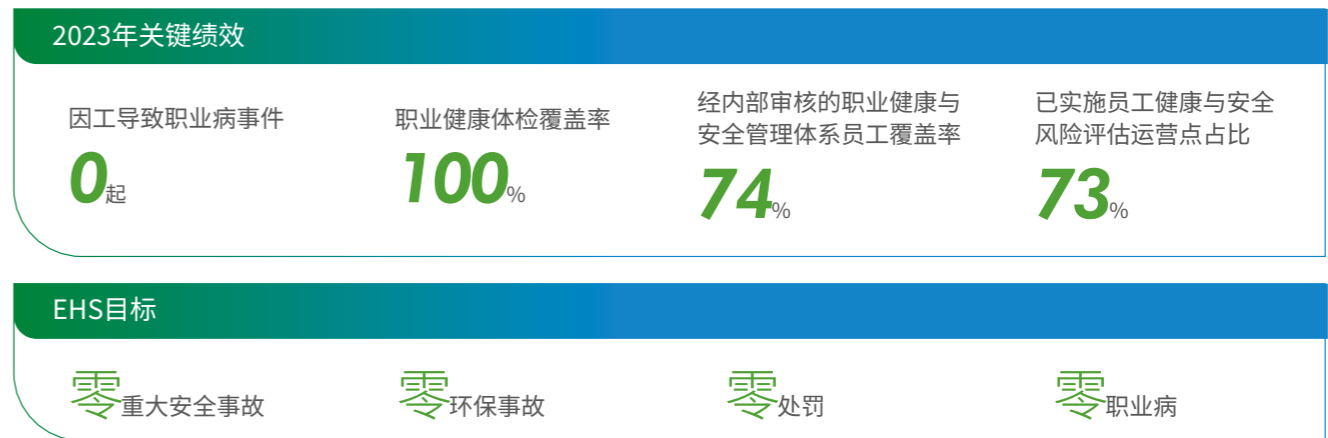 2023年关键绩效
因工导致职业病事件
0起
职业健康体检覆盖率
100%
经内部审核的职业健康与
安全管理体系员工覆盖率
74%
已实施员工健康与安全
风险评估运营点占比
73%
EHS目标
零重大安全事故
零环保事故
零处罚
零职业病